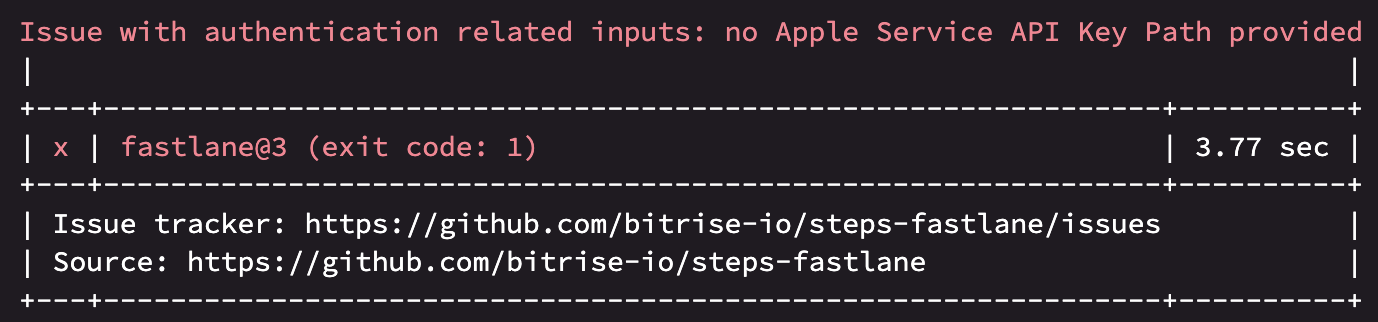 Issue with authentication related inputs: no Apple Service API Key Path provided
| |
+---+---------------------------------------------------------------+----------+
| x | fastlane@3 (exit code: 1) | 3.77 sec |
+---+---------------------------------------------------------------+----------+
| Issue tracker: https://github.com/bitrise-io/steps-fastlane/issues |
| Source: https://github.com/bitrise-io/steps-fastlane |
+---+---------------------------------------------------------------+----------+